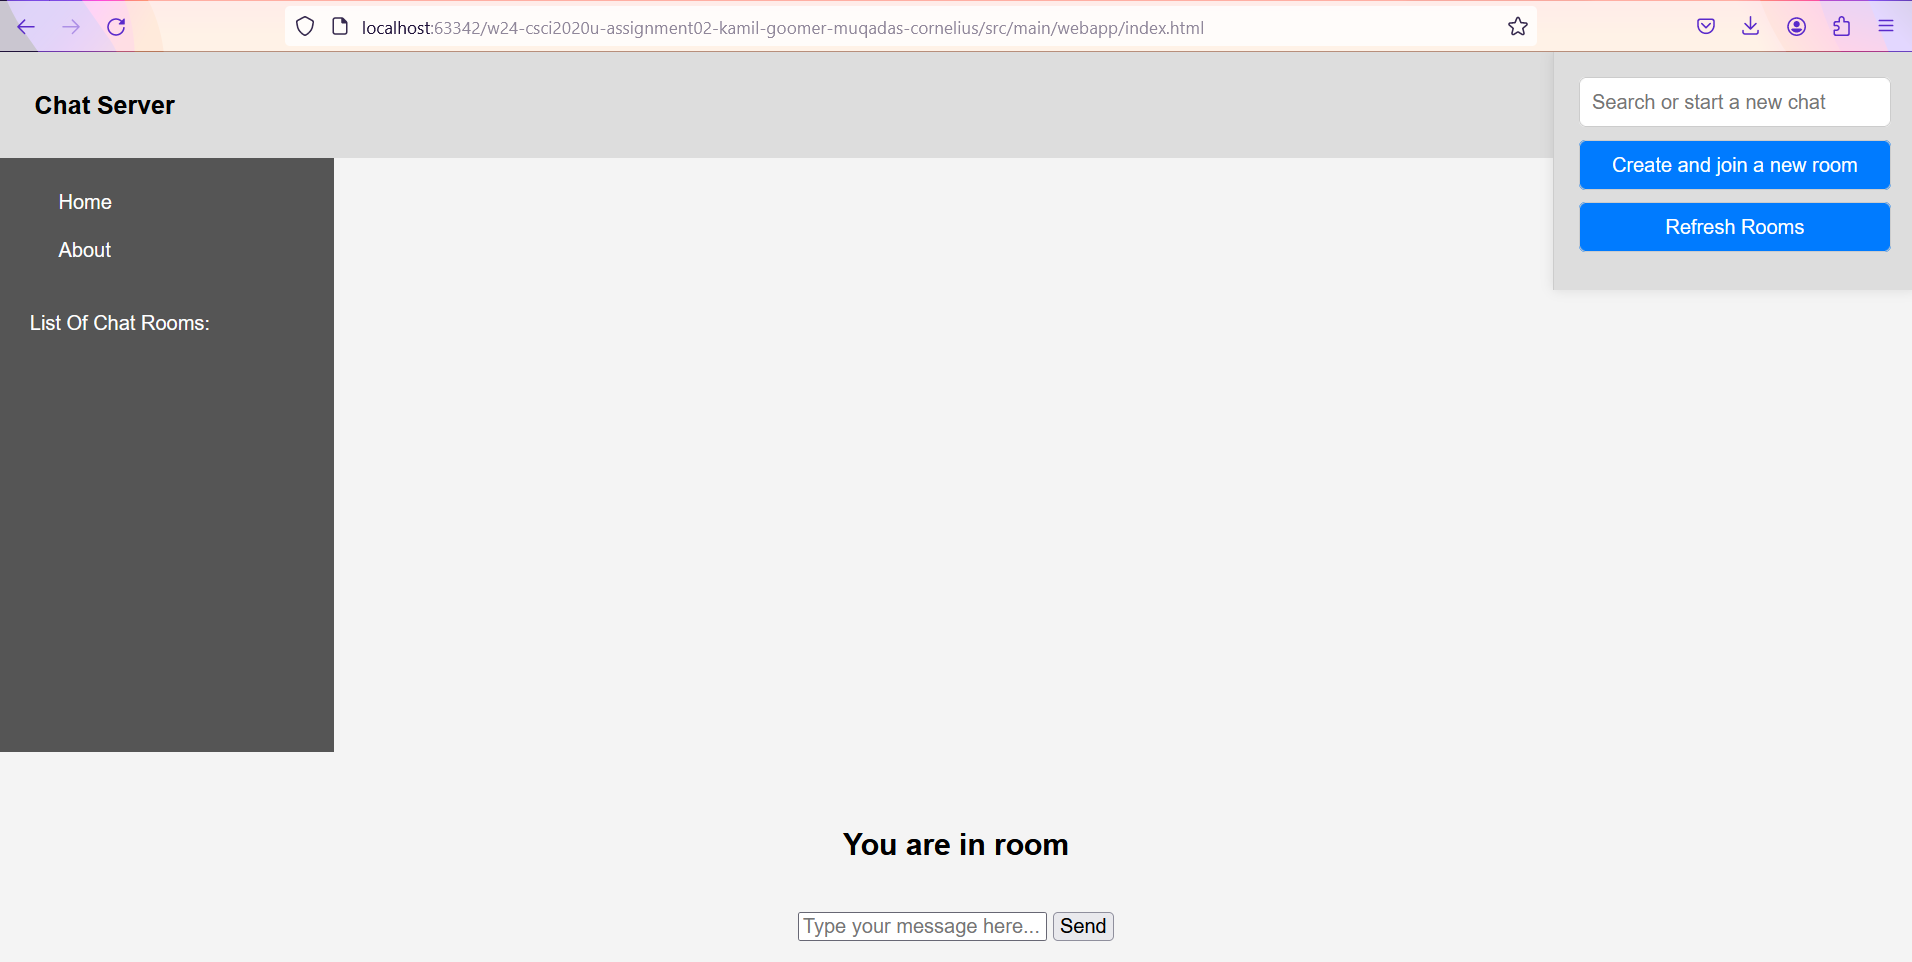 localhost:63342/w24-csci2020u-assignment02-kamil-goomer-muqadas-cornelius/src/main/webapp/index.html
Chat Server
Search or start a new chat
Create and join a new room
Refresh Rooms
Home
About
List Of Chat Rooms:
You are in room
Type your message here... Send